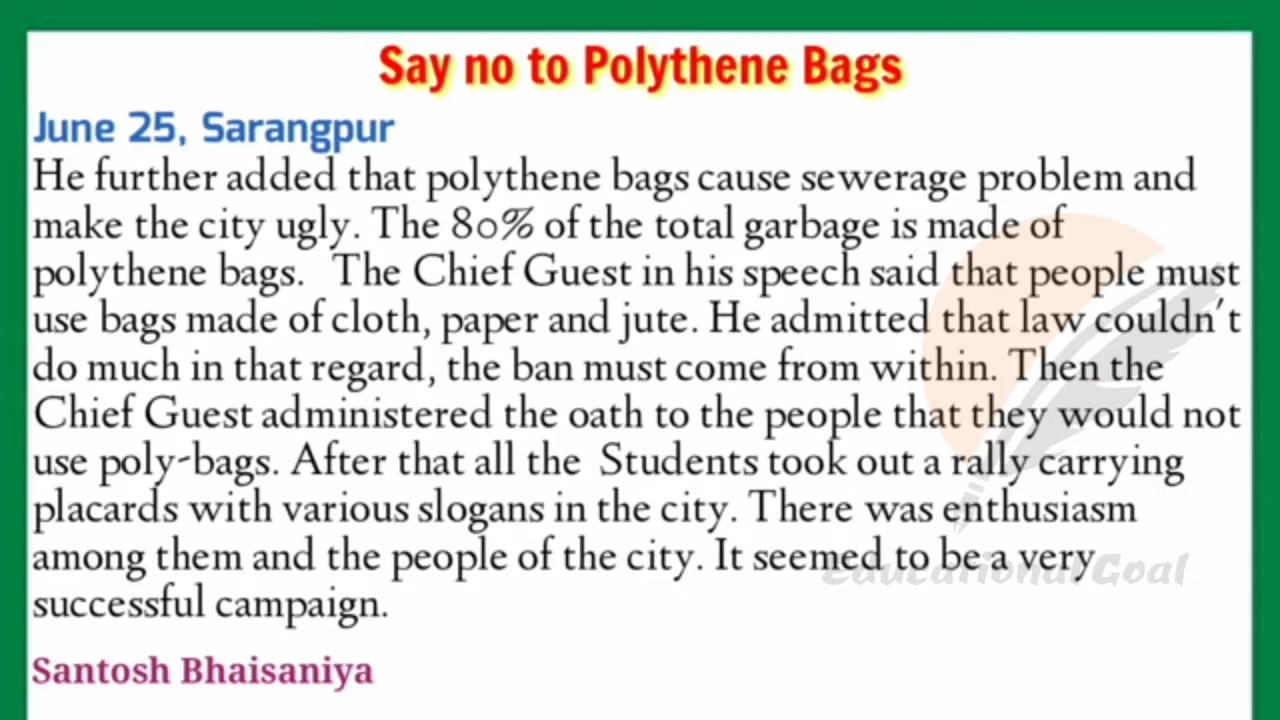 Say no to Polythene Bags
June 25, Sarangpur
He further added that polythene bags cause sewerage problem and
make the city ugly. The 80% of the total garbage is made of
polythene bags. The Chief Guest in his speech said that people must
use bags made of cloth, paper and jute. He admitted that law couldn't
do much in that regard, the ban must come from within. Then the
Chief Guest administered the oath to the people that they would not
use poly-bags. After that all the Students took out a rally carrying
placards with various slogans in the city. There was enthusiasm
among them and the people of the city. It seemed to be a very
Educational Goal
successful campaign.
Santosh Bhaisaniya